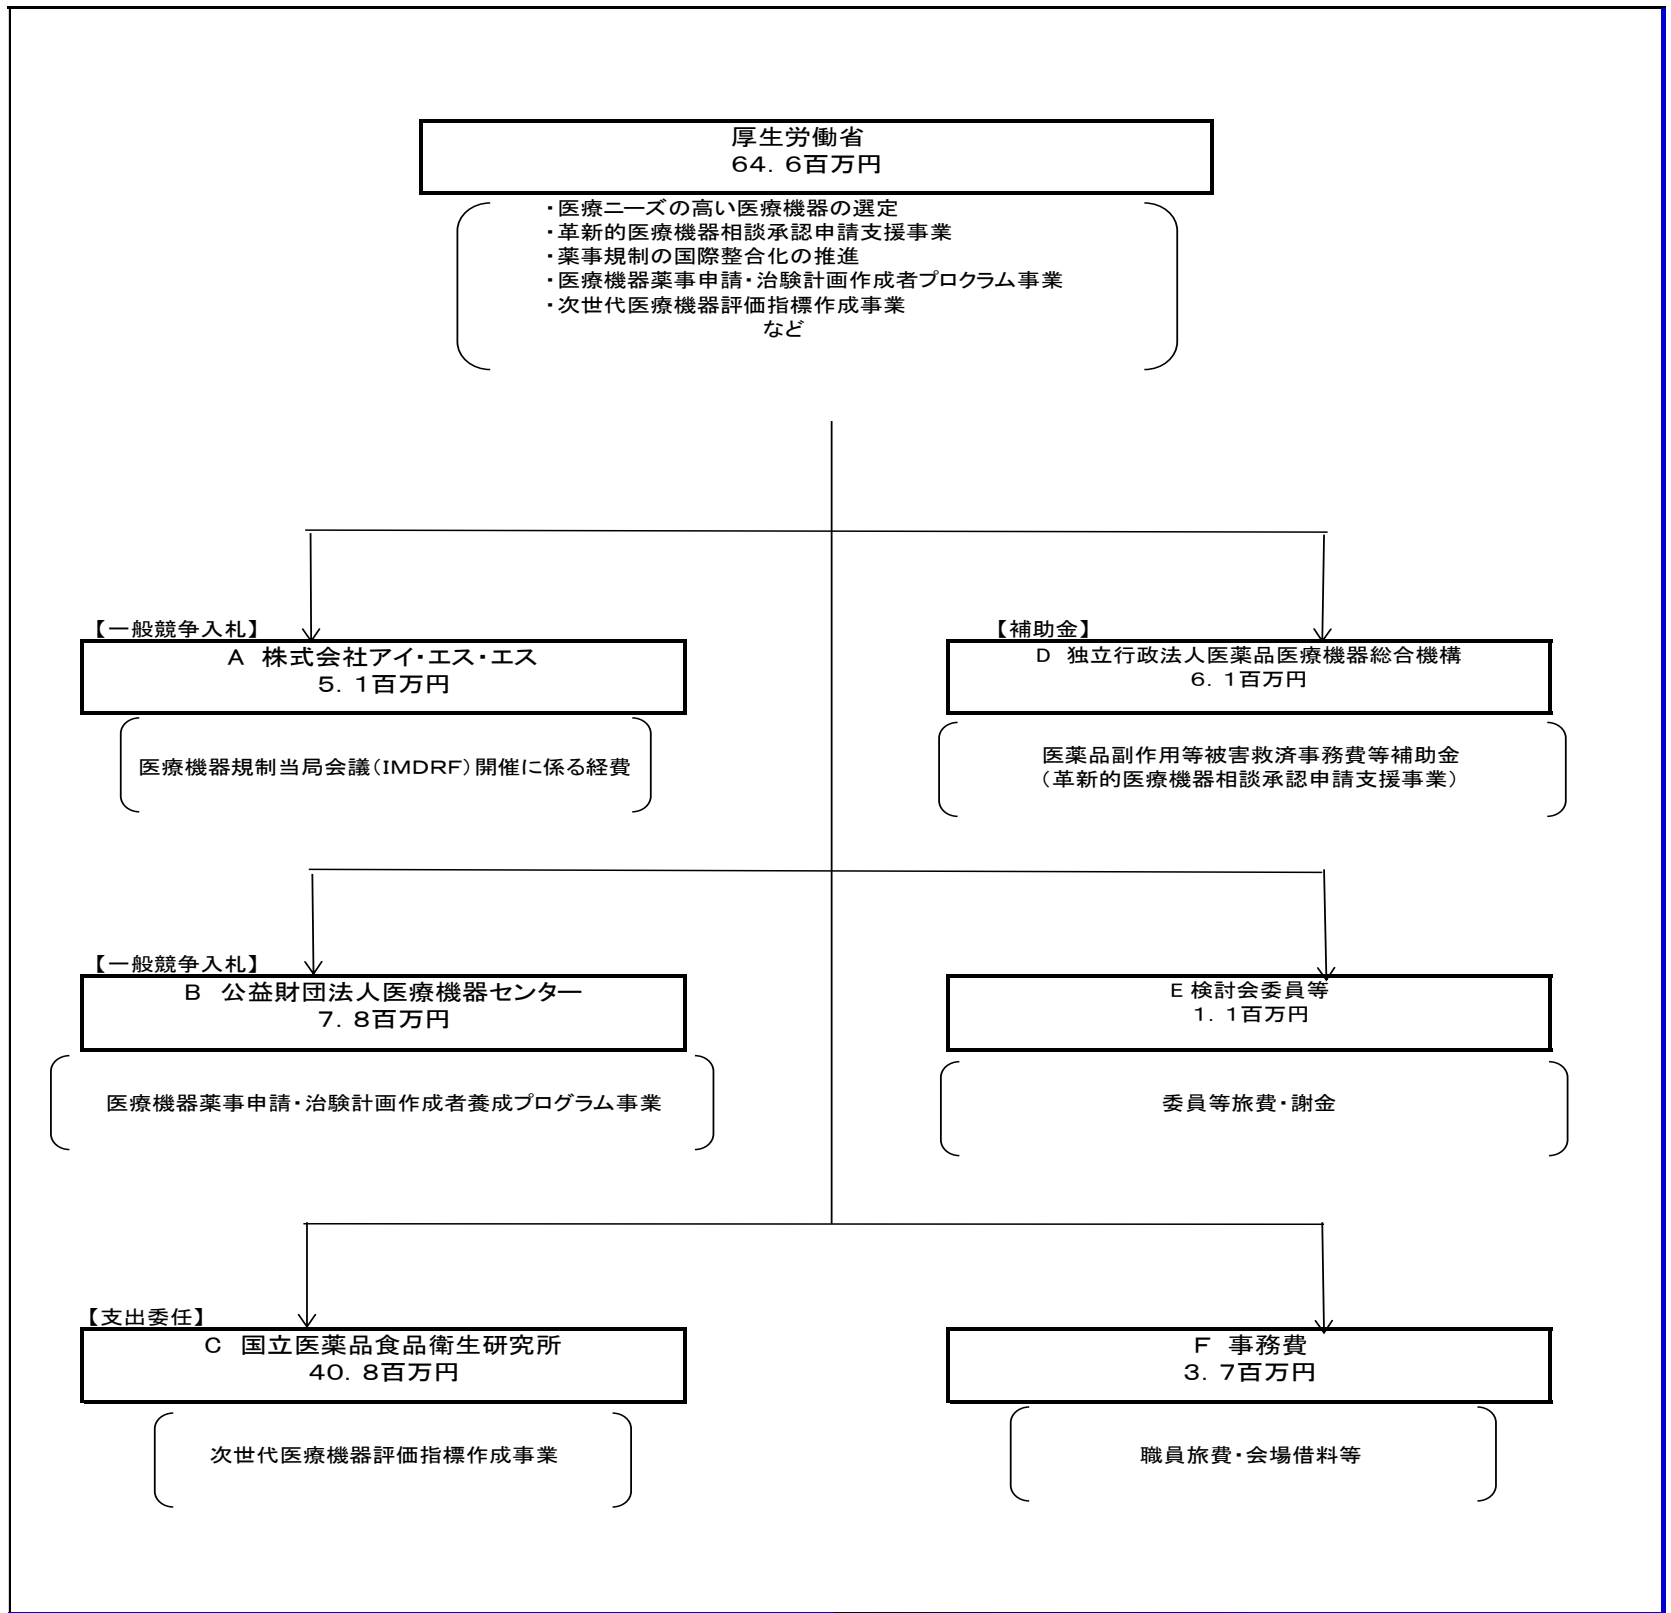 厚生労働省
64．6百万円
・医療ニーズの高い医療機器の選定
・革新的医療機器相談承認申請支援事業
・薬事規制の国際整合化の推進
・医療機器薬事申請・治験計画作成者プロクラム事業
・次世代医療機器評価指標作成事業
など
【一般競争入札】
A　株式会社アイ・エス・エス
5．1百万円
医療機器規制当局会議（IMDRF）開催に係る経費
【補助金】
D　独立行政法人医薬品医療機器総合機構
6．1百万円
医薬品副作用等被害救済事務費等補助金
（革新的医療機器相談承認申請支援事業）
【一般競争入札】
B　公益財団法人医療機器センター
7．8百万円
医療機器薬事申請・治験計画作成者養成プログラム事業
E 検討会委員等
1．1百万円
委員等旅費・謝金
【支出委任】
C　国立医薬品食品衛生研究所
40．8百万円
次世代医療機器評価指標作成事業
F　事務費
3．7百万円
職員旅費・会場借料等